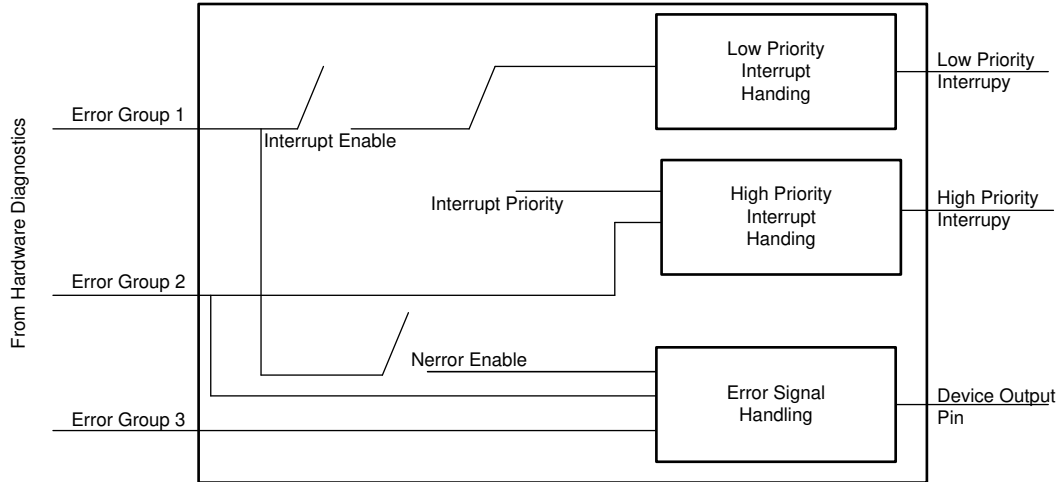 From Hardware Diagnostics
Error Group 1
Interrupt Enable
Low Priority
Interrupt
Handing
Low Priority
Interrupy
Interrupt Priority
High Priority
Interrupt
Handing
High Priority
Interrupy
Error Group 2
Nerror Enable
Error Group 3
Error Signal
Handling
Device Output
Pin